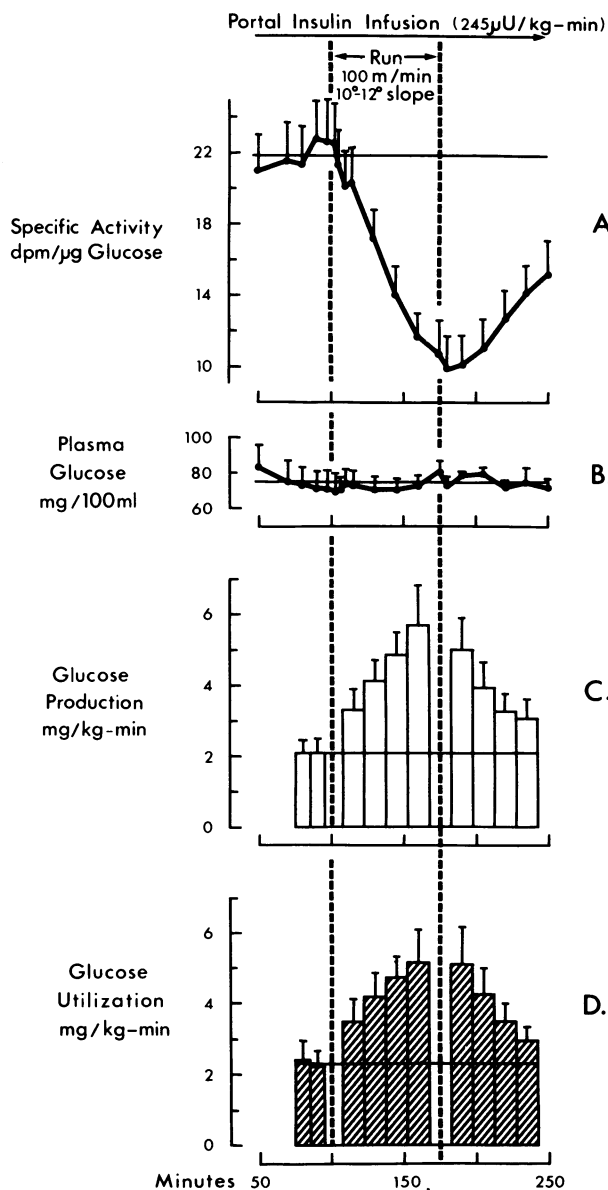 Portal Insulin Infusion (245µU/kg-min)
Run
100 m/min
10°-12° slope
22
18
14
10
Specific Activity
dpm/µg Glucose
A
Plasma
Glucose
mg/100ml
100
80
60
B
Glucose
Production
mg/kg-min
6
4
2
0
C.
Glucose
Utilization
mg/kg-min
6
4
2
0
D.
Minutes 50 150 250